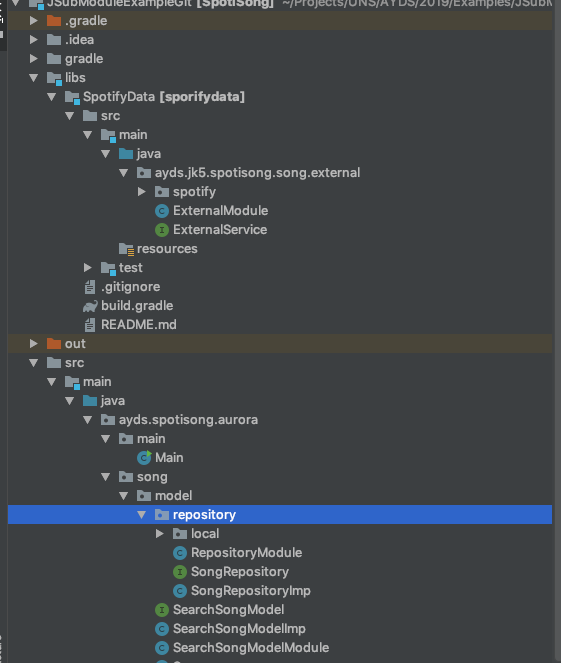 JSubModuleExampleGit [SpotiSong] ~/Projects/UNS/AYDS/2019/Examples/JSubM
.gradle
.idea
gradle
libs
SpotifyData [sporifydata]
src
main
java
ayds.jk5.spotisong.song.external
spotify
ExternalModule
ExternalService
resources
test
.gitignore
build.gradle
README.md
out
src
main
java
ayds.spotisong.aurora
main
Main
song
model
repository
local
RepositoryModule
SongRepository
SongRepositoryImp
SearchSongModel
SearchSongModelImp
SearchSongModelModule